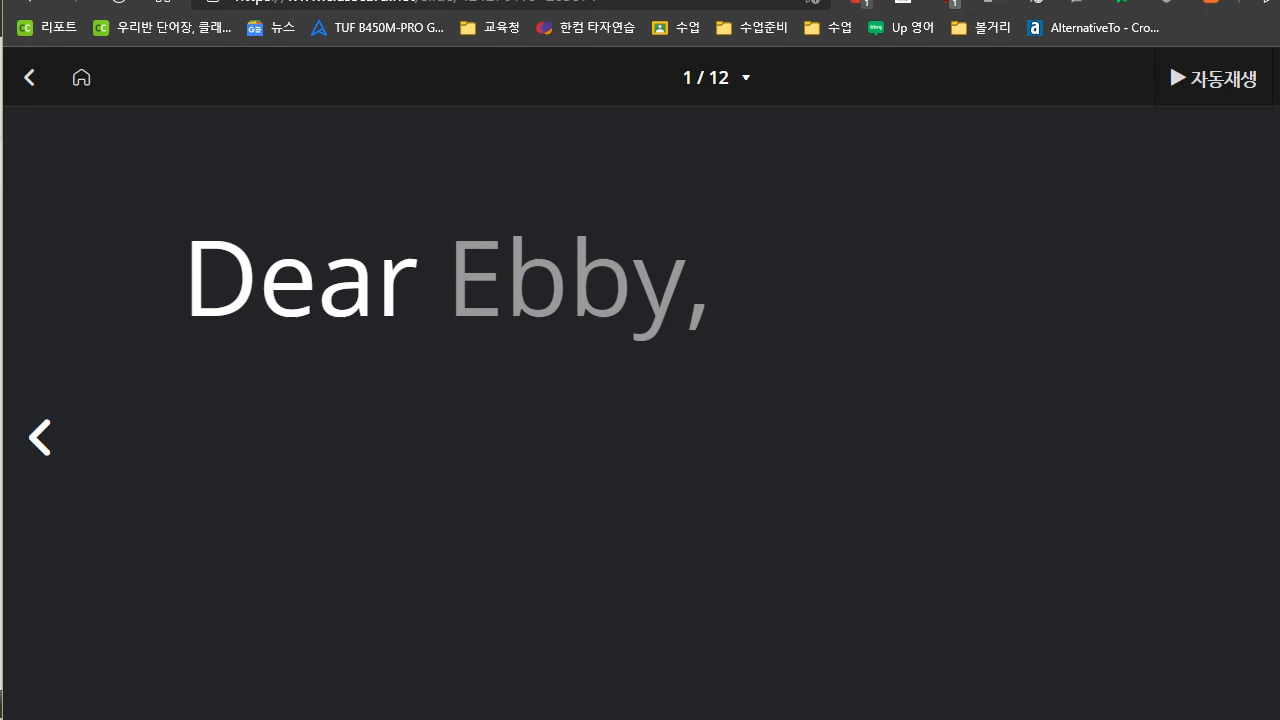 리포트
우리반 단어장, 클래...
뉴스
TUF B450M-PRO G...
교육청
한컴 타자연습
수업
수업준비
수업
Up 영어
볼거리
AlternativeTo - Cro...
1 / 12
▶ 자동재생
Dear Ebby,